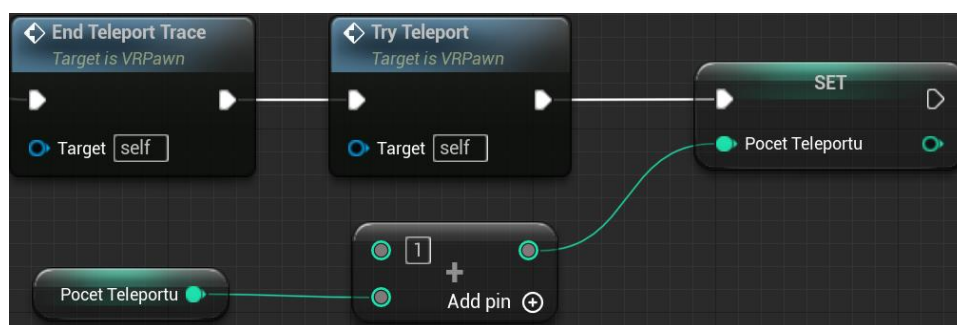 End Teleport Trace
Target is VRPawn
Target self
Try Teleport
Target is VRPawn
Target self
SET
Pocet Teleportu
Pocet Teleportu
1
+
Add pin